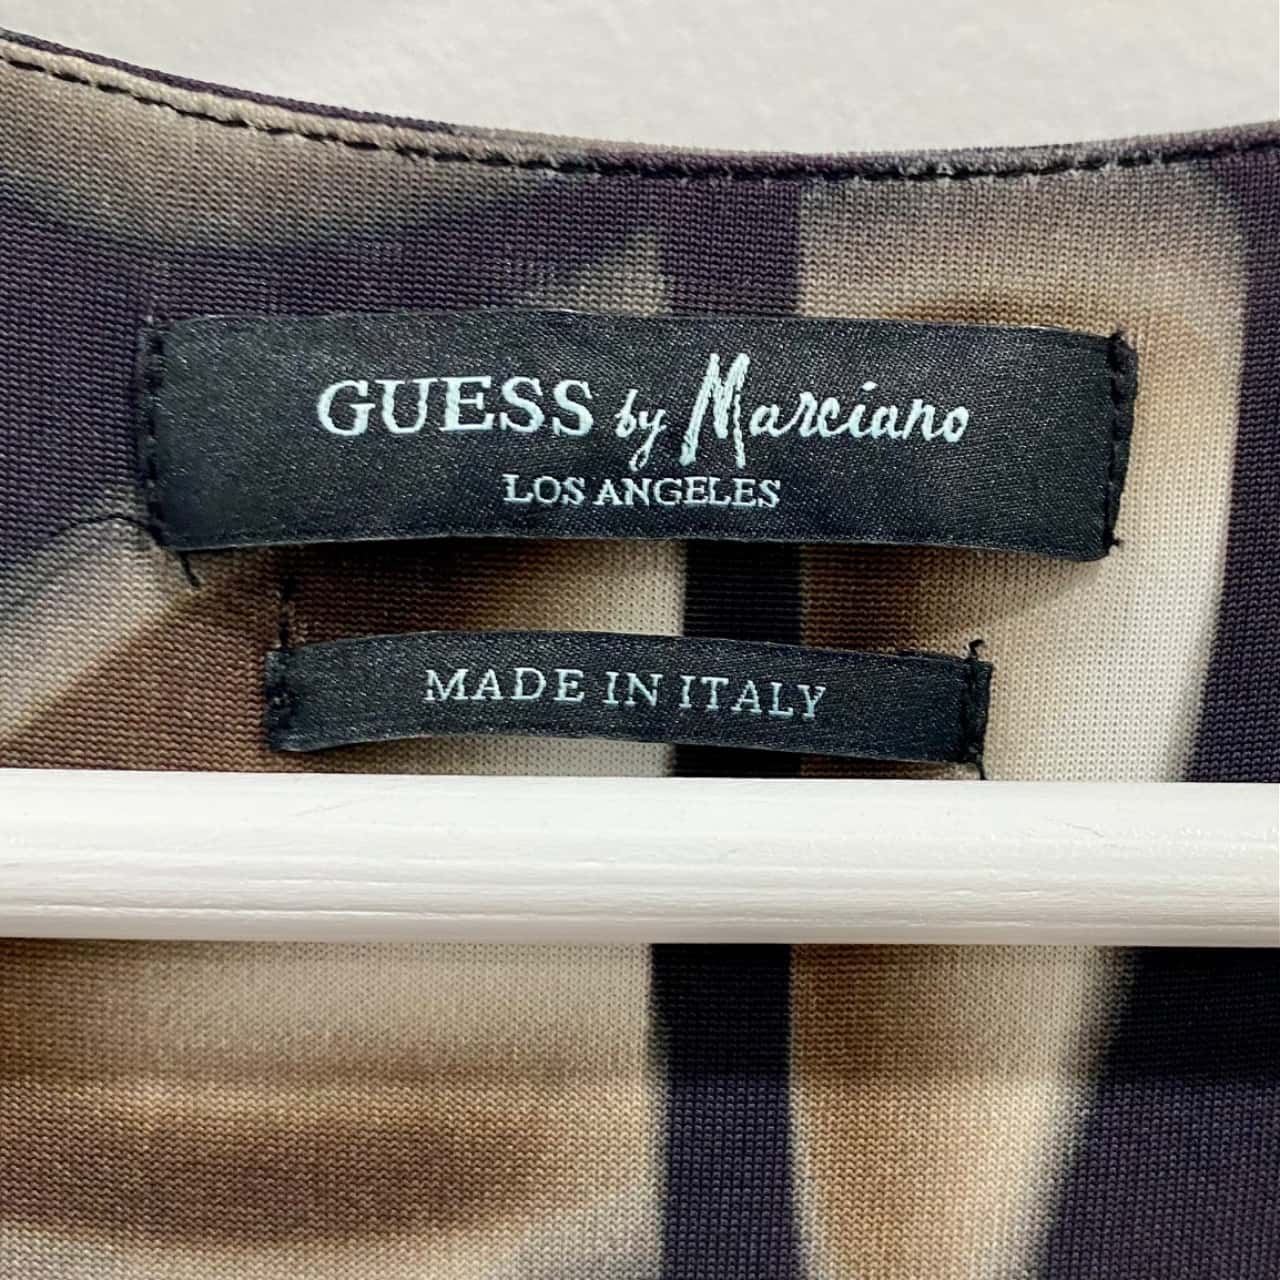 GUESS by Marciano
LOS ANGELES
MADE IN ITALY